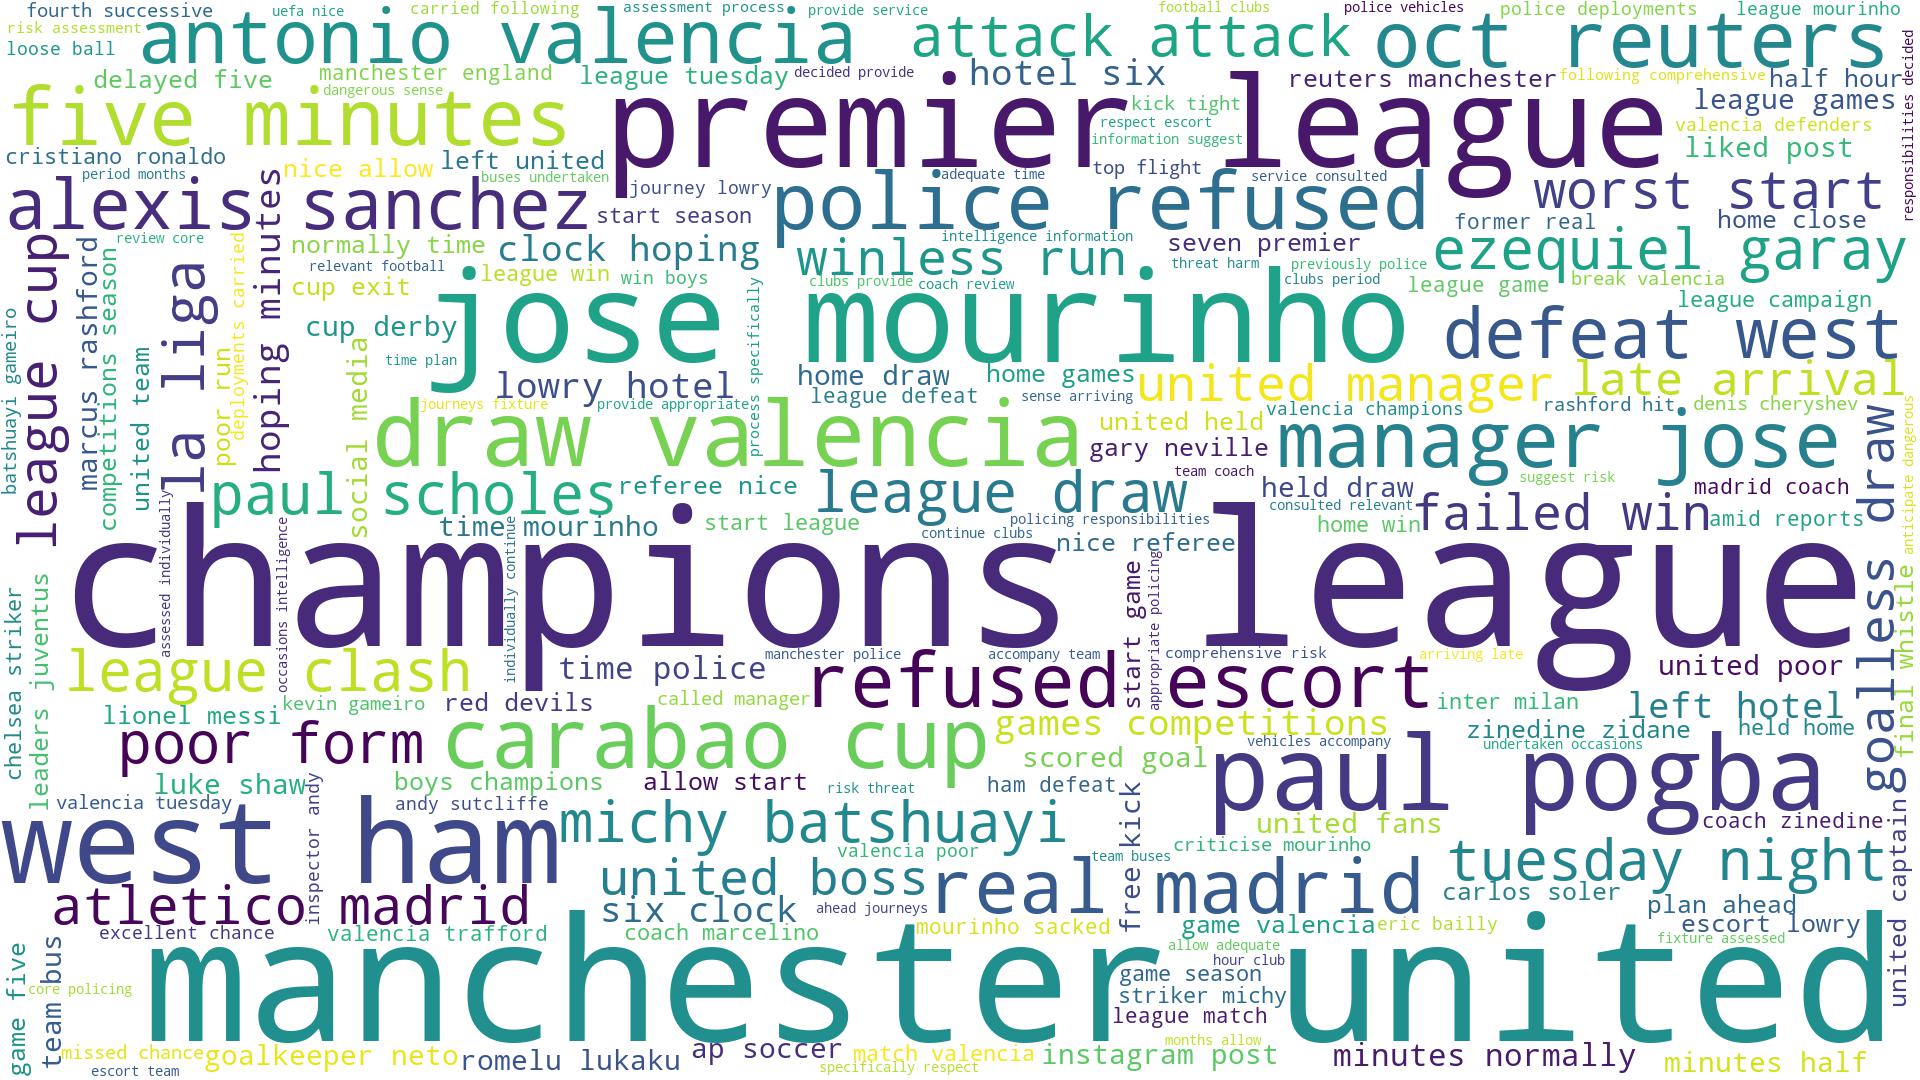 fourth successive
uefa nice
carried following
assessment process
provide service
football clubs
police vehicles
police deployments
league mourinho
risk assessment
loose ball
antonio valencia
attack attack
oct reuters
responsibilities decided
delayed five
manchester england
dangerous sense
league tuesday
decided provide
hotel six
reuters manchester
following comprehensive
half hour
five minutes
premier league
kick tight
respect escort
information suggest
league games
valencia defenders
liked post
cristiano ronaldo
period months
nice allow
left united
buses undertaken
journey lowry
adequate time
top flight
service consulted
worst start
alexis sanchez
start season
police refused
former real
home close
review core
normally time
relevant football
clock hoping
league win
win boys
winless run
intelligence information
clubs provide
coach review
seven premier
threat harm
previously police
clubs period
ezequiel garay
league game
break valencia
league campaign
cup exit
cup derby
time plan
jose mourinho
defeat west
league cup
marcus rashford
competitions season
batshuayi gameiro
united team
la liga
poor run
deployments carried
hoping minutes
social media
process specifically
lowry hotel
journeys fixture
provide appropriate
home draw
league defeat
home games
sense arriving
united manager
late arrival
valencia champions
rashford hit
denis cheryshev
draw valencia
united held
gary neville
team coach
manager jose
suggest risk
goalless draw
anticipate dangerous
paul scholes
referee nice
league draw
held draw
consulted relevant
madrid coach
time mourinho
start league
policing responsibilities
continue clubs
nice referee
home win
failed win
amid reports
champions league
assessed individually
occasions intelligence
individually continue
start game
appropriate policing
final whistle
chelsea striker
leaders juventus
league clash
time police
manchester police
accompany team
comprehensive risk
arriving late
united poor
refused escort
lionel messi
kevin gameiro
red devils
called manager
games competitions
inter milan
left hotel
zinedine zidane
held home
poor form
carabao cup
scored goal
vehicles accompany
undertaken occasions
luke shaw
boys champions
allow start
risk threat
ham defeat
paul pogba
valencia tuesday
andy sutcliffe
inspector andy
west ham
michy batshuayi
free kick
united fans
coach zinedine
valencia poor
team buses
criticise mourinho
united captain
tuesday night
united boss
real madrid
carlos soler
plan ahead
atletico madrid
six clock
ahead journeys
excellent chance
valencia trafford
coach marcelino
mourinho sacked
game valencia
eric bailly
escort lowry
fixture assessed
allow adequate
hour club
game season
striker michy
league match
manchester united
game five
team bus
core policing
missed chance
escort team
goalkeeper neto
romelu lukaku
ap soccer
match valencia
specifically respect
instagram post
months allow
minutes normally
minutes half